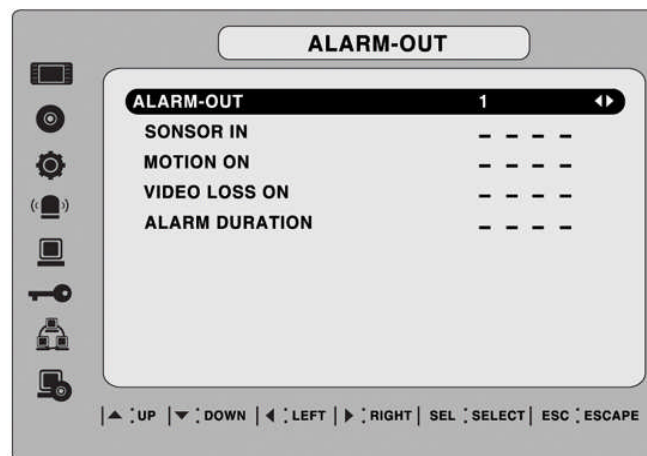 ALARM-OUT
ALARM-OUT 1
SONSOR IN _ _ _ _
MOTION ON _ _ _ _
VIDEO LOSS ON _ _ _ _
ALARM DURATION _ _ _ _
|▲ : UP |▼ : DOWN |◀ : LEFT |▶ : RIGHT| SEL : SELECT| ESC : ESCAPE